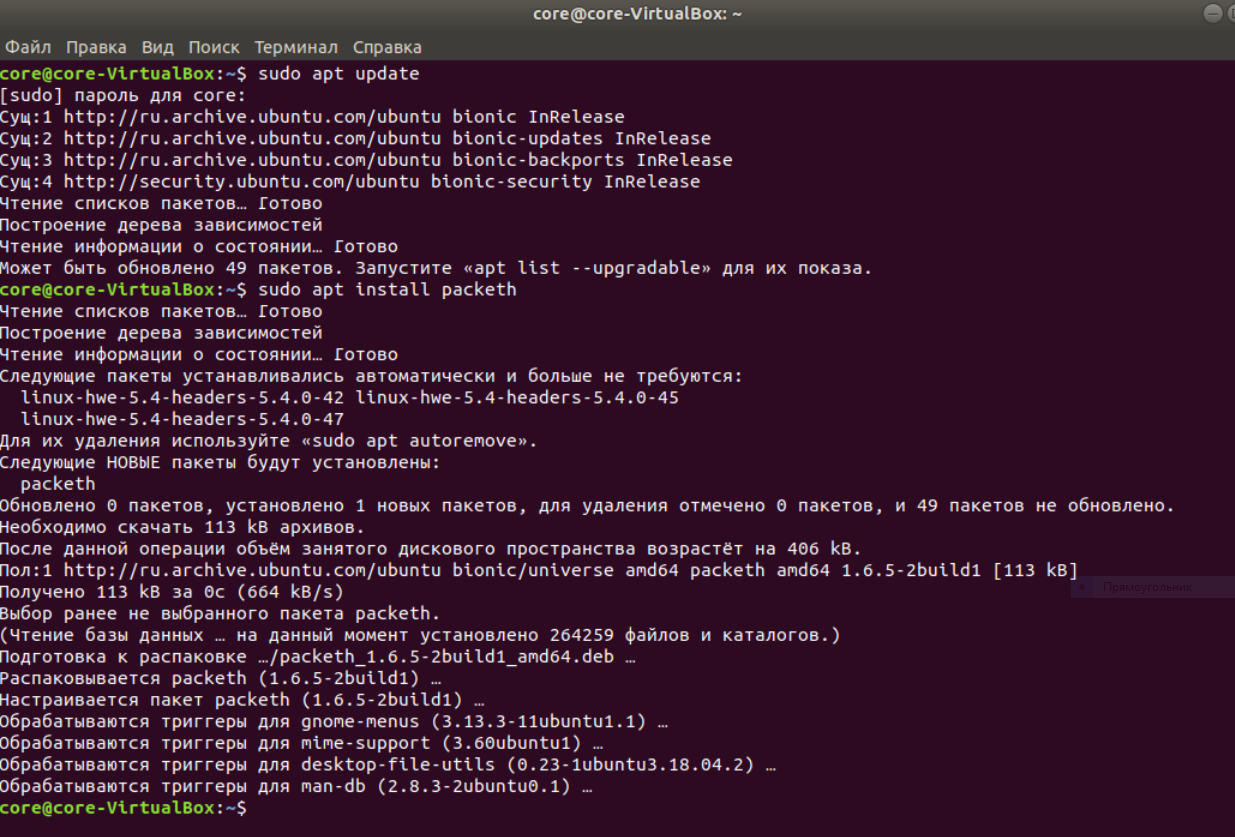 core@core-VirtualBox: ~
Файл Правка Вид Поиск Терминал Справка
core@core-VirtualBox:~$ sudo apt update
[sudo] пароль для core:
Сущ:1 http://ru.archive.ubuntu.com/ubuntu bionic InRelease
Сущ:2 http://ru.archive.ubuntu.com/ubuntu bionic-updates InRelease
Сущ:3 http://ru.archive.ubuntu.com/ubuntu bionic-backports InRelease
Сущ:4 http://security.ubuntu.com/ubuntu bionic-security InRelease
Чтение списков пакетов… Готово
Построение дерева зависимостей
Чтение информации о состоянии… Готово
Может быть обновлено 49 пакетов. Запустите «apt list --upgradable» для их показа.
core@core-VirtualBox:~$ sudo apt install packeth
Чтение списков пакетов… Готово
Построение дерева зависимостей
Чтение информации о состоянии… Готово
Следующие пакеты устанавливались автоматически и больше не требуются:
linux-hwe-5.4-headers-5.4.0-42 linux-hwe-5.4-headers-5.4.0-45
linux-hwe-5.4-headers-5.4.0-47
Для их удаления используйте «sudo apt autoremove».
Следующие НОВЫЕ пакеты будут установлены:
packeth
Обновлено 0 пакетов, установлено 1 новых пакетов, для удаления отмечено 0 пакетов, и 49 пакетов не обновлено.
Необходимо скачать 113 kB архивов.
После данной операции объём занятого дискового пространства возрастёт на 406 kB.
Пол:1 http://ru.archive.ubuntu.com/ubuntu bionic/universe amd64 packeth amd64 1.6.5-2build1 [113 kB]
Прямоугольник
Получено 113 kB за 0с (664 kB/s)
Выбор ранее не выбранного пакета packeth.
(Чтение базы данных … на данный момент установлено 264259 файлов и каталогов.)
Подготовка к распаковке …/packeth_1.6.5-2build1_amd64.deb …
Распаковывается packeth (1.6.5-2build1) …
Настраивается пакет packeth (1.6.5-2build1) …
Обрабатываются триггеры для gnome-menus (3.13.3-11ubuntu1.1) …
Обрабатываются триггеры для mime-support (3.60ubuntu1) …
Обрабатываются триггеры для desktop-file-utils (0.23-1ubuntu3.18.04.2) …
Обрабатываются триггеры для man-db (2.8.3-2ubuntu0.1) …
core@core-VirtualBox:~$